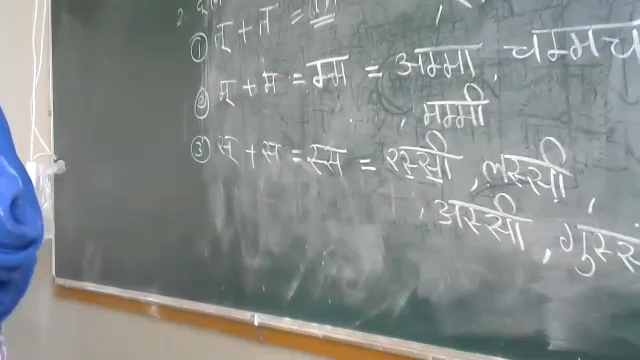 ① त् + त = त्त
② म् + म = म्म = अम्मा, चम्मच
, मम्मी
③ स् + स = स्स = रस्सी, लस्सी,
, अस्सी,